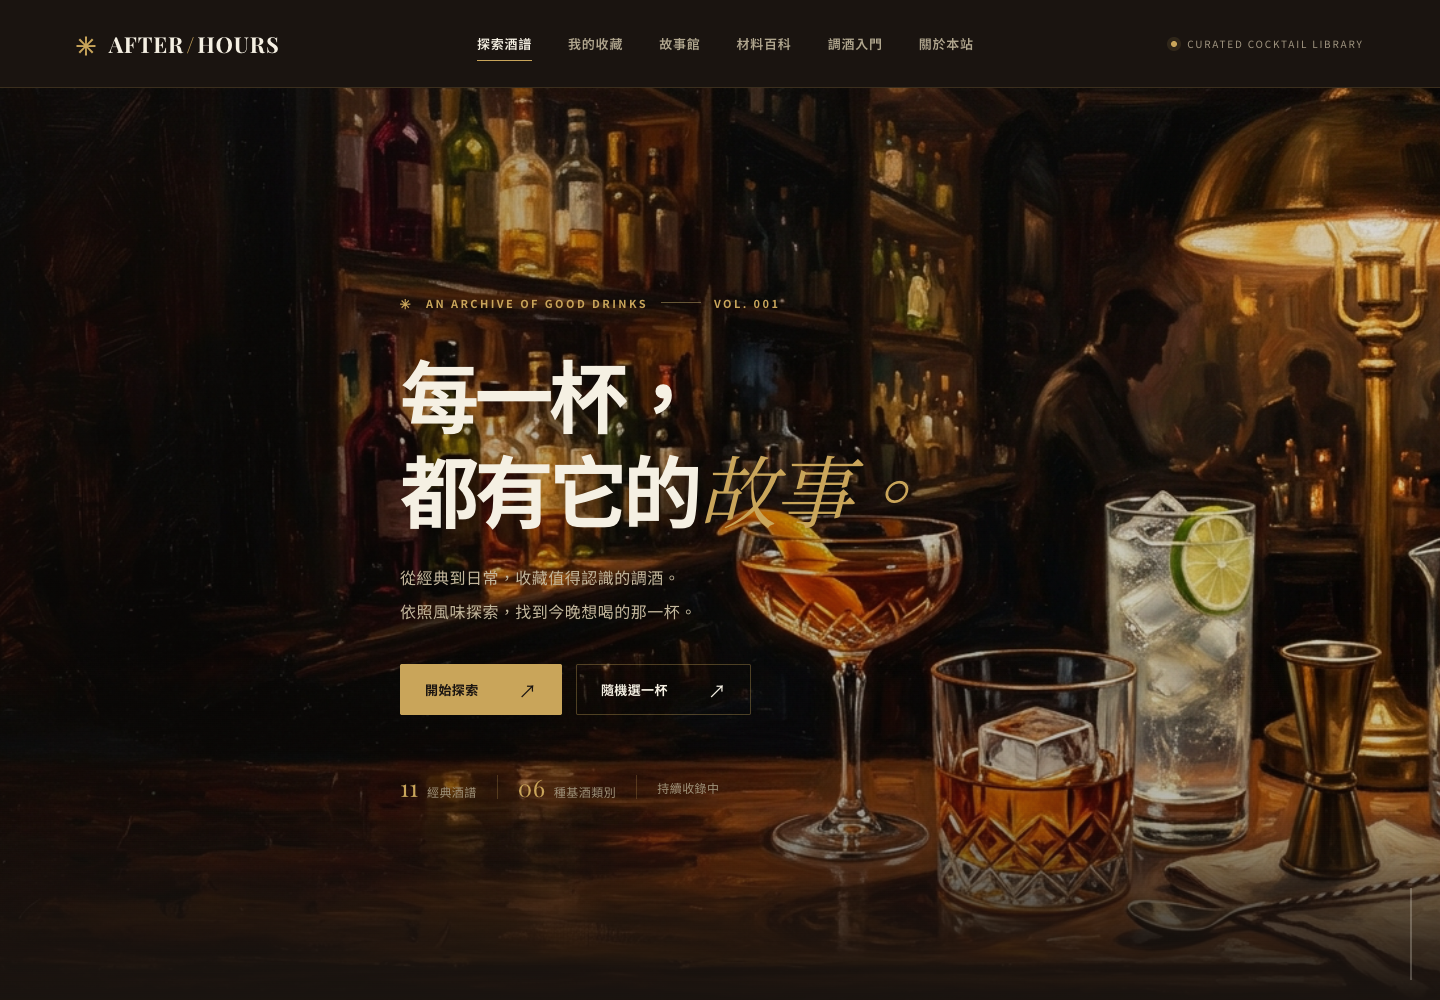 AFTER/HOURS
探索酒譜 我的收藏 故事館 材料百科 調酒入門 關於本站
CURATED COCKTAIL LIBRARY
AN ARCHIVE OF GOOD DRINKS VOL. 001
每一杯，
都有它的故事。
從經典到日常，收藏值得認識的調酒。
依照風味探索，找到今晚想喝的那一杯。
開始探索 ↗ 隨機選一杯 ↗
11 經典酒譜 06 種基酒類別 持續收錄中